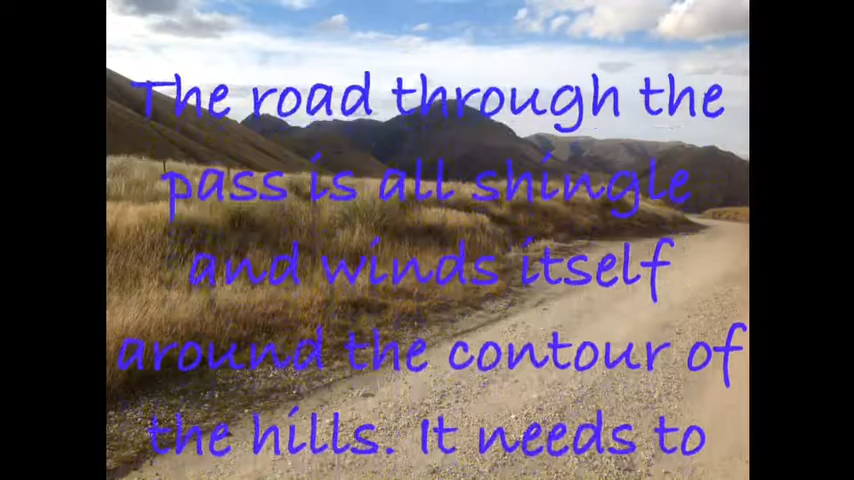 The road through the
pass is all shingle
and winds itself
around the contour of
the hills. It needs to